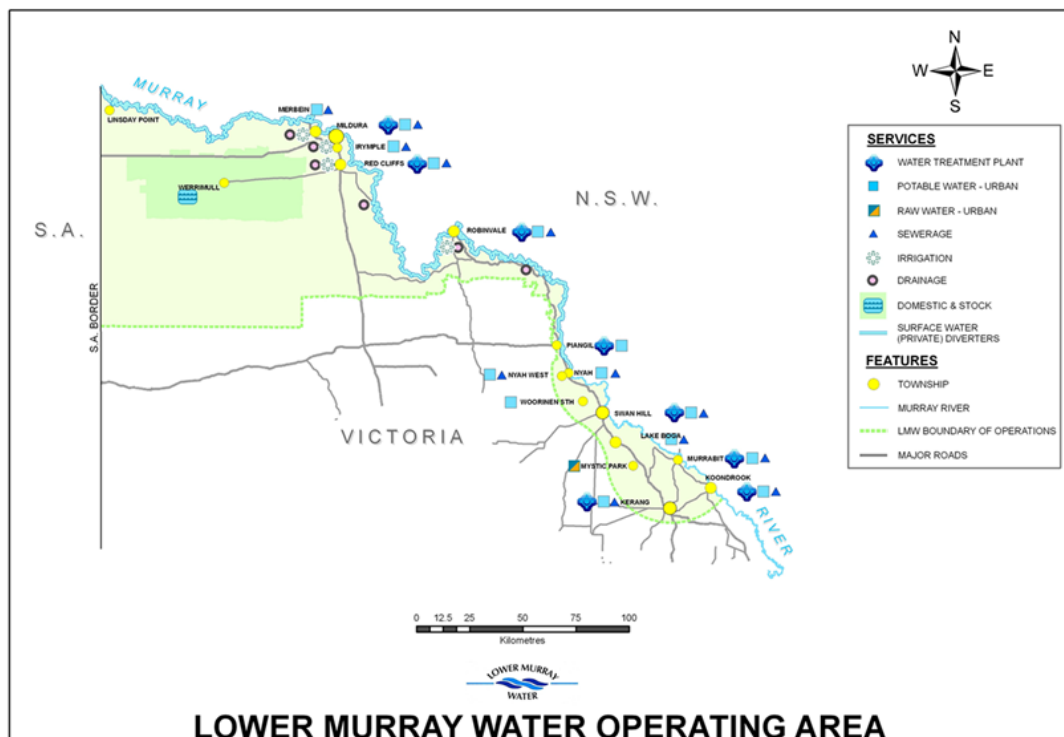 N
W E
S
MURRAY
LINSDAY POINT
MERBEIN
MILDURA
IRYMPLE
RED CLIFFS
WERRIMULL
N.S.W.
S.A.
ROBINVALE
S.A. BORDER
PIANGIL
NYAH WEST
NYAH
WOORINEN STH
SWAN HILL
VICTORIA
LAKE BOGA
MYSTIC PARK
MURRABIT
KOONDROOK
KERANG
RIVER
SERVICES
WATER TREATMENT PLANT
POTABLE WATER - URBAN
RAW WATER - URBAN
SEWERAGE
IRRIGATION
DRAINAGE
DOMESTIC & STOCK
SURFACE WATER
(PRIVATE) DIVERTERS
FEATURES
TOWNSHIP
MURRAY RIVER
LMW BOUNDARY OF OPERATIONS
MAJOR ROADS
0 12.5 25 50 75 100
Kilometres
LOWER MURRAY
WATER
LOWER MURRAY WATER OPERATING AREA